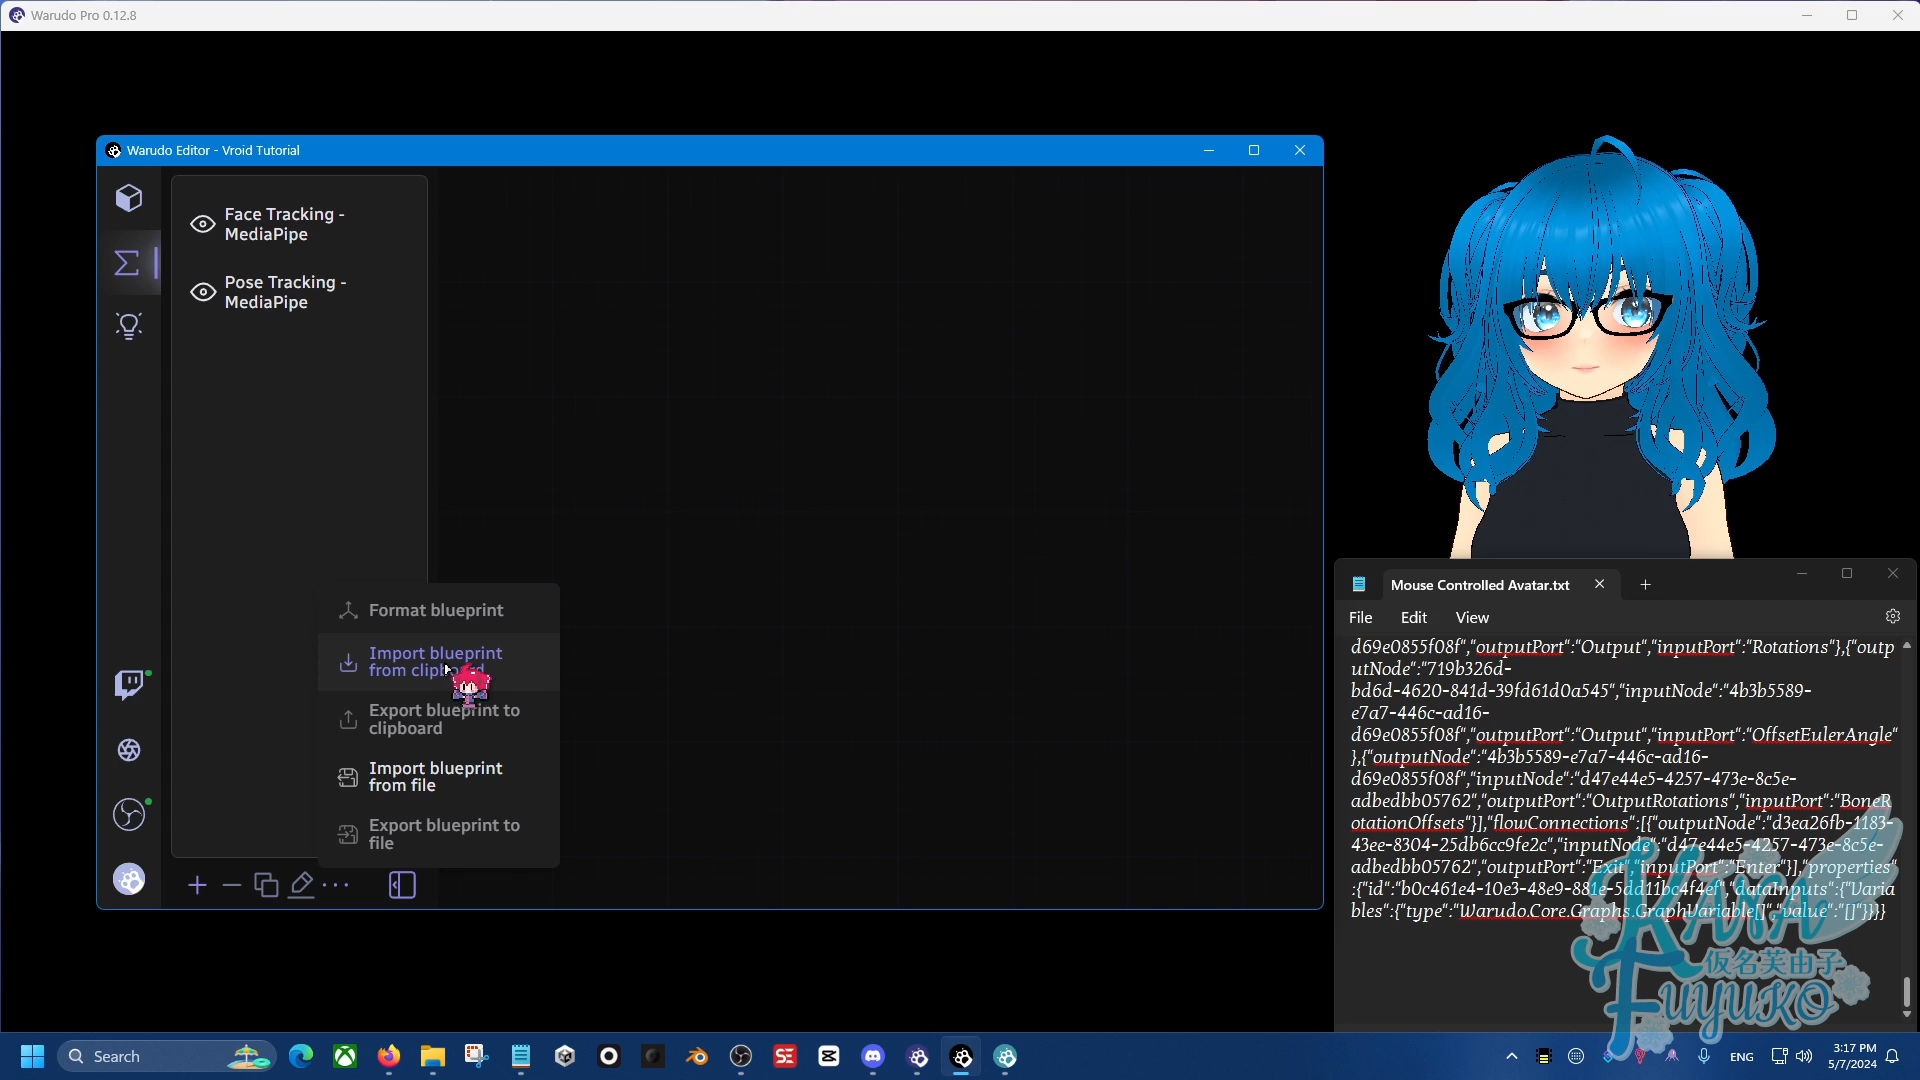 Warudo Pro 0.12.8
Warudo Editor - Vroid Tutorial
Face Tracking -
MediaPipe
Pose Tracking -
MediaPipe
Format blueprint
Import blueprint
from clipboard
Export blueprint to
clipboard
Import blueprint
from file
Export blueprint to
file
Mouse Controlled Avatar.txt
File
Edit
View
d69e0855f08f","outputPort":"Output","inputPort":"Rotations"},{"outp
utNode":"719b326d-
bd6d-4620-841d-39fd61d0a545","inputNode":"4b3b5589-
e7a7-446c-ad16-
d69e0855f08f","outputPort":"Output","inputPort":"OffsetEulerAngle"
},{"outputNode":"4b3b5589-e7a7-446c-ad16-
d69e0855f08f","inputNode":"d47e44e5-4257-473e-8c5e-
adbedbb05762","outputPort":"OutputRotations","inputPort":"BoneR
otationOffsets"}],"flowConnections":[{"outputNode":"d3ea26fb-1183-
43ee-8304-25db6cc9fe2c","inputNode":"d47e44e5-4257-473e-8c5e-
adbedbb05762","outputPort":"Exit","inputPort":"Enter"}],"properties"
:{"id":"b0c461e4-10e3-48e9-881e-5dd11bc4f4ef","dataInputs":{"Varia
bles":{"type":"Warudo.Core.Graphs.GraphVariable[]","value":"[]"}}}}
KANA
仮名芙由子
FUYUKO
Search
SE
ENG
3:17 PM
5/7/2024